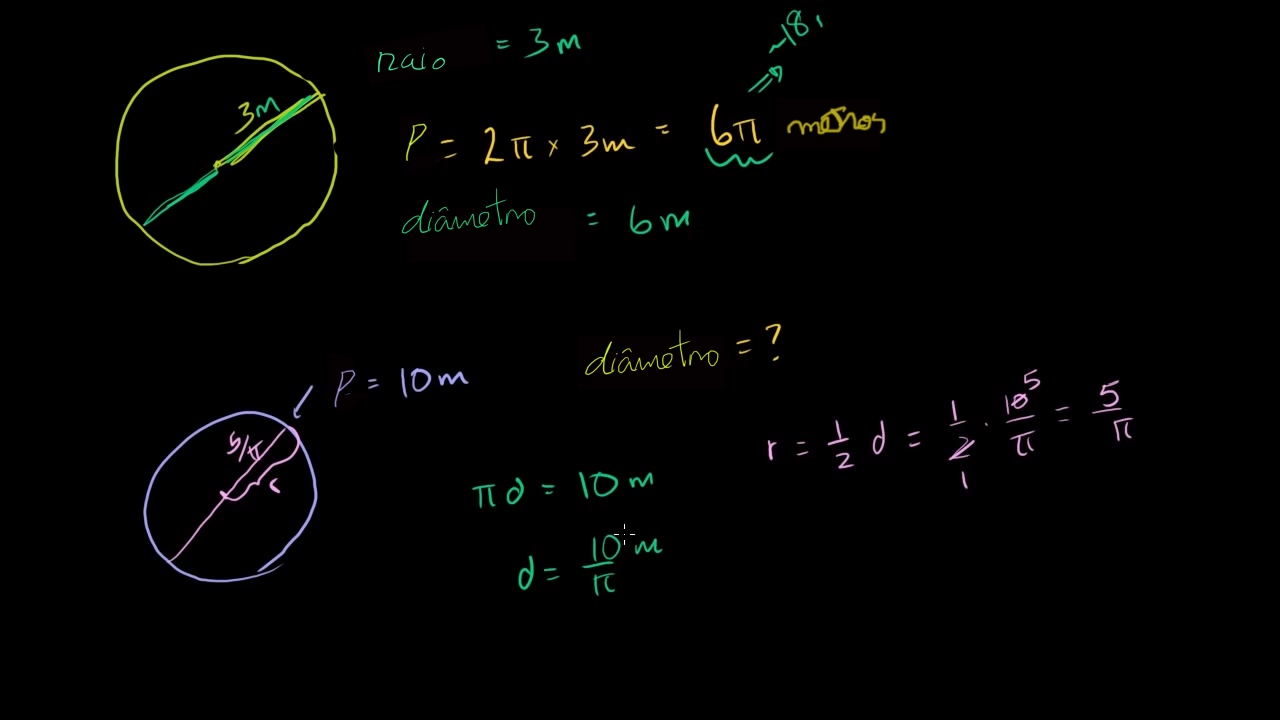 raio = 3m
~18,
3m
P = 2π × 3m = 6π metros
diâmetro = 6m
diâmetro = ?
P = 10m
r = 1/2 d = 1/2 · 10/π = 5/π
5
1
5/π
r
πd = 10m
d = 10/π m